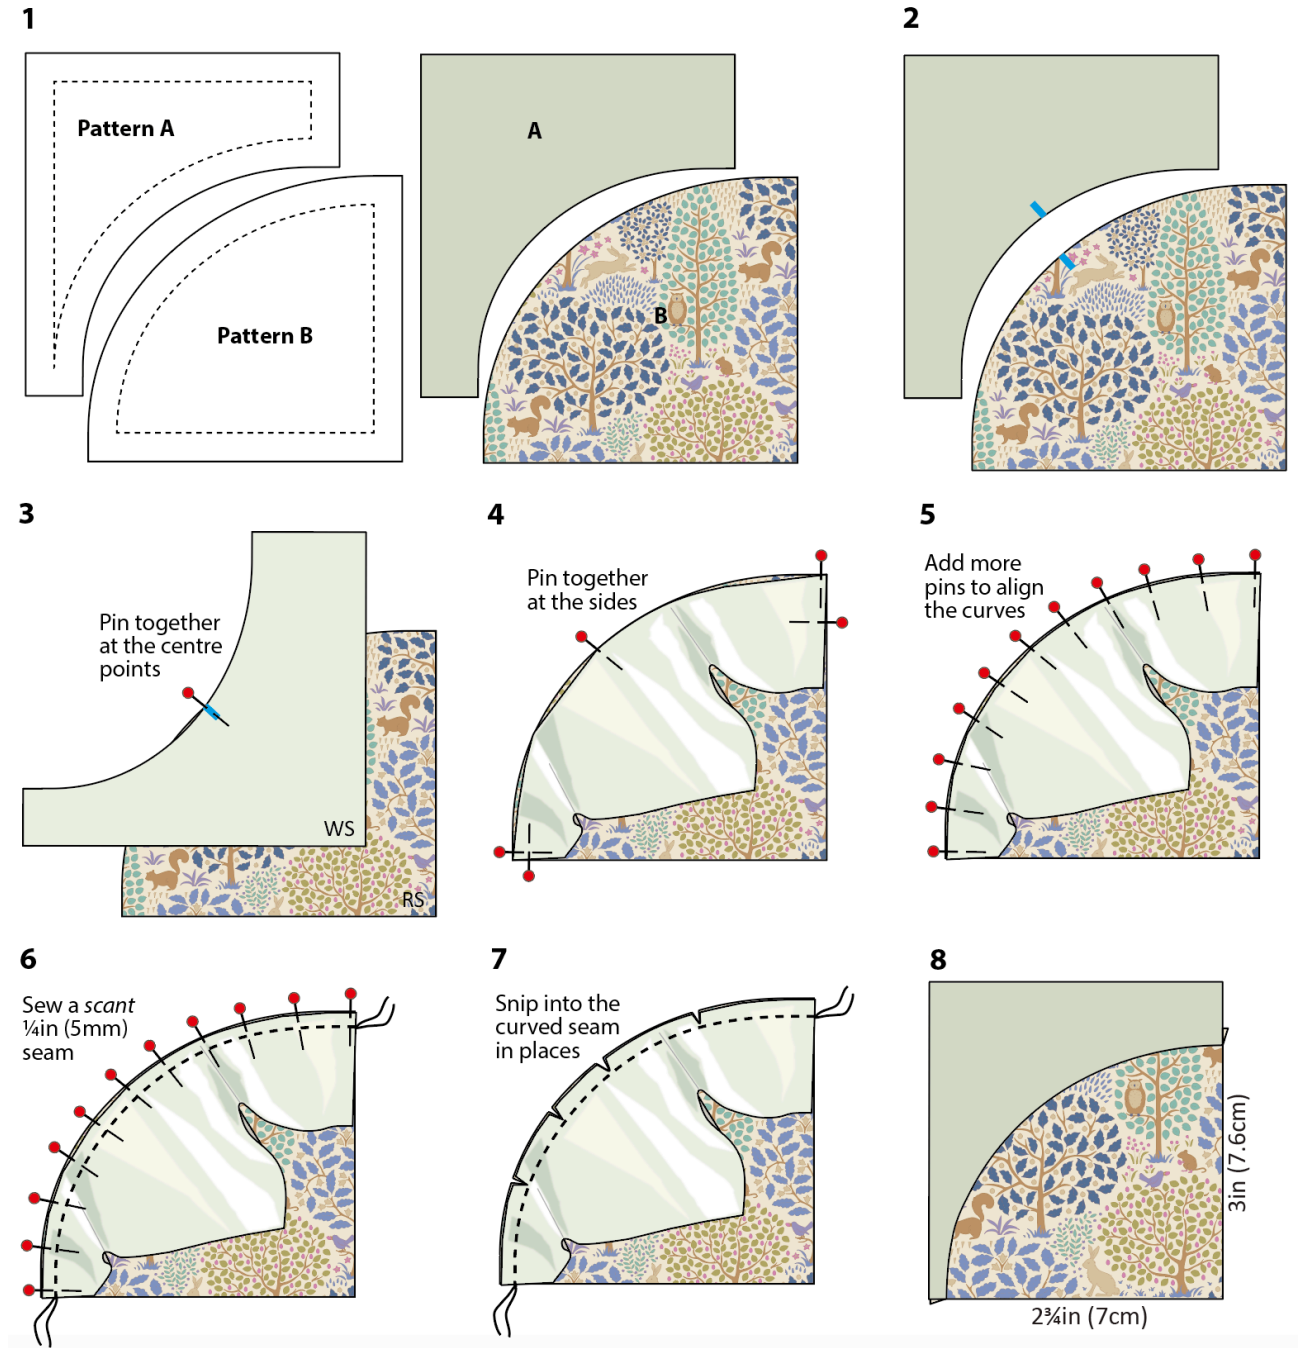 1
Pattern A
Pattern B
A
B
2
3
Pin together
at the centre
points
WS
RS
4
Pin together
at the sides
5
Add more
pins to align
the curves
6
Sew a scant
¼in (5mm)
seam
7
Snip into the
curved seam
in places
8
3in (7.6cm)
2¾in (7cm)